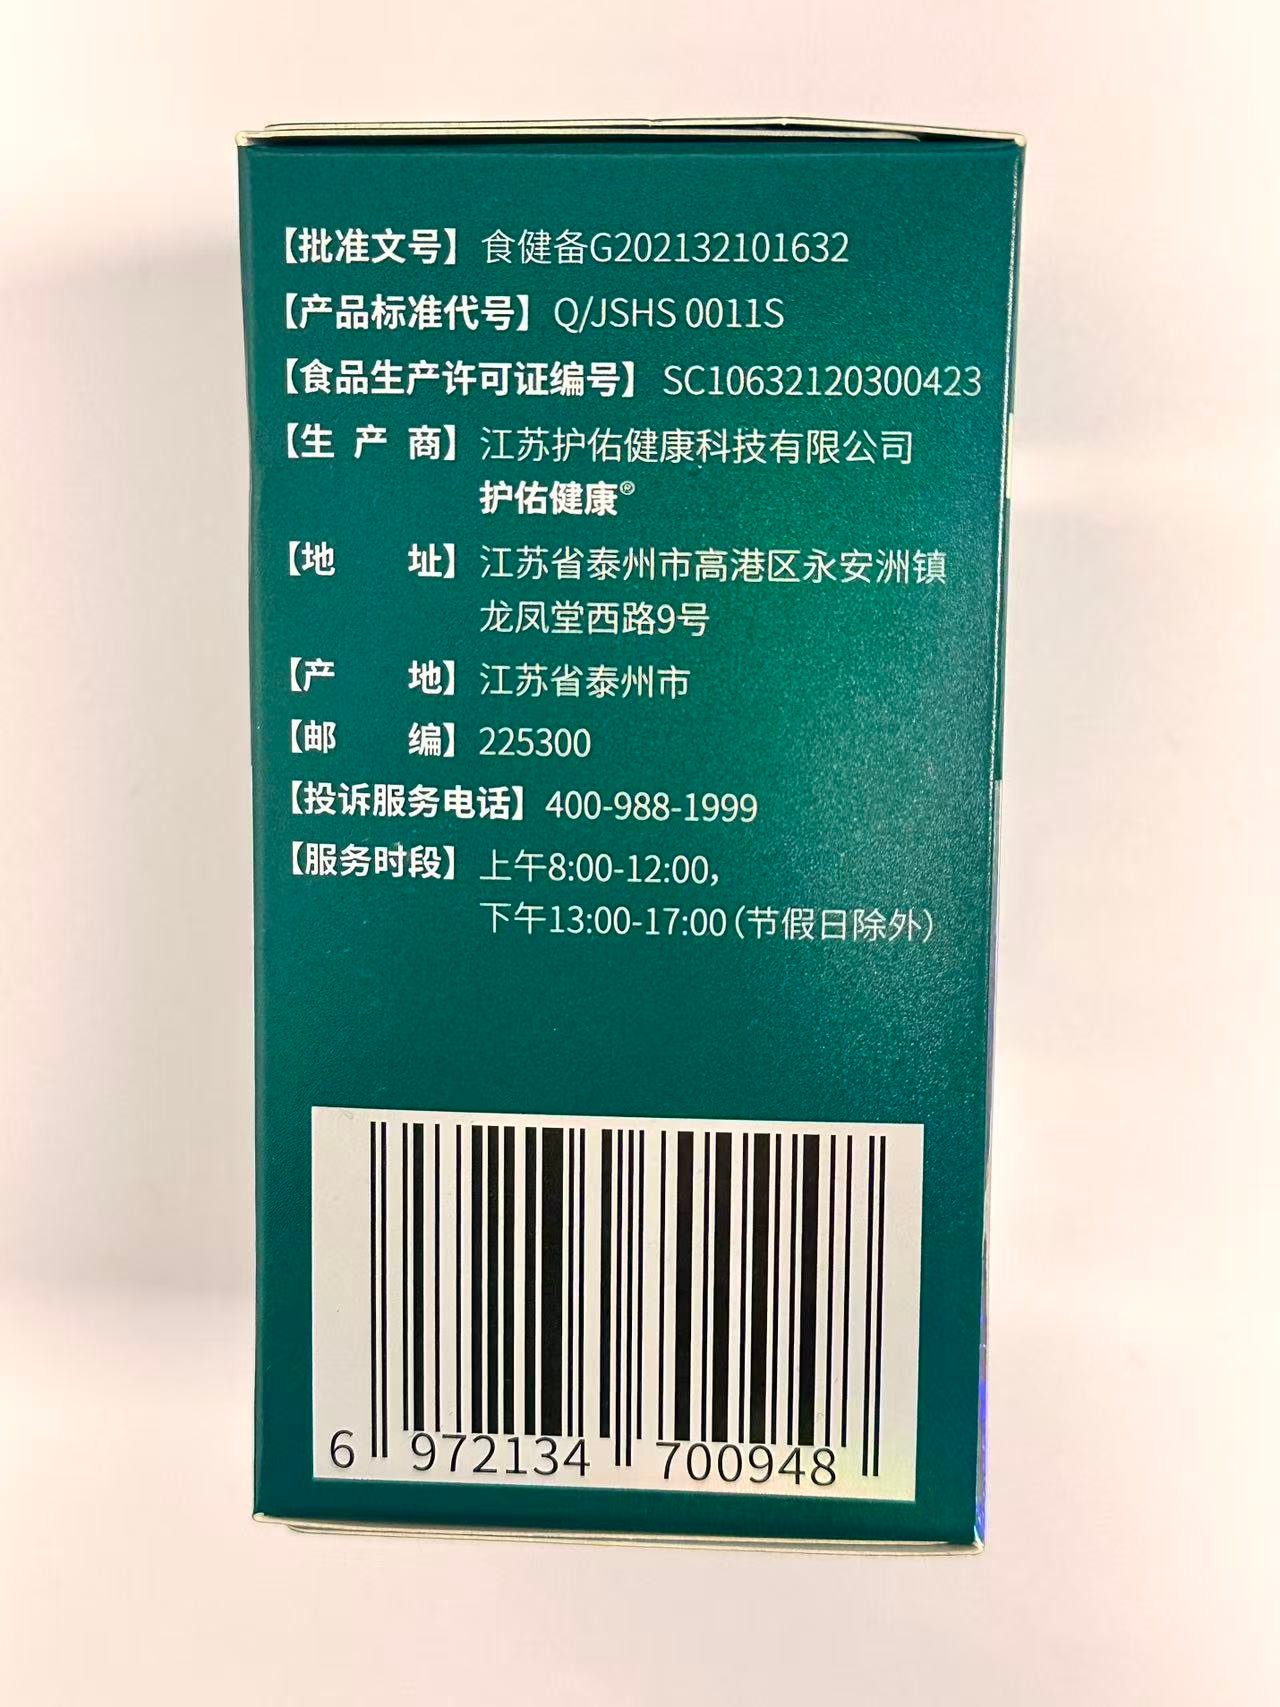 【批准文号】食健备G202132101632
【产品标准代号】Q/JSHS 0011S
【食品生产许可证编号】SC10632120300423
【生产商】江苏护佑健康科技有限公司
护佑健康®
【地址】江苏省泰州市高港区永安洲镇
龙凤堂西路9号
【产地】江苏省泰州市
【邮编】225300
【投诉服务电话】400-988-1999
【服务时段】上午8:00-12:00,
下午13:00-17:00(节假日除外)
6 972134 700948